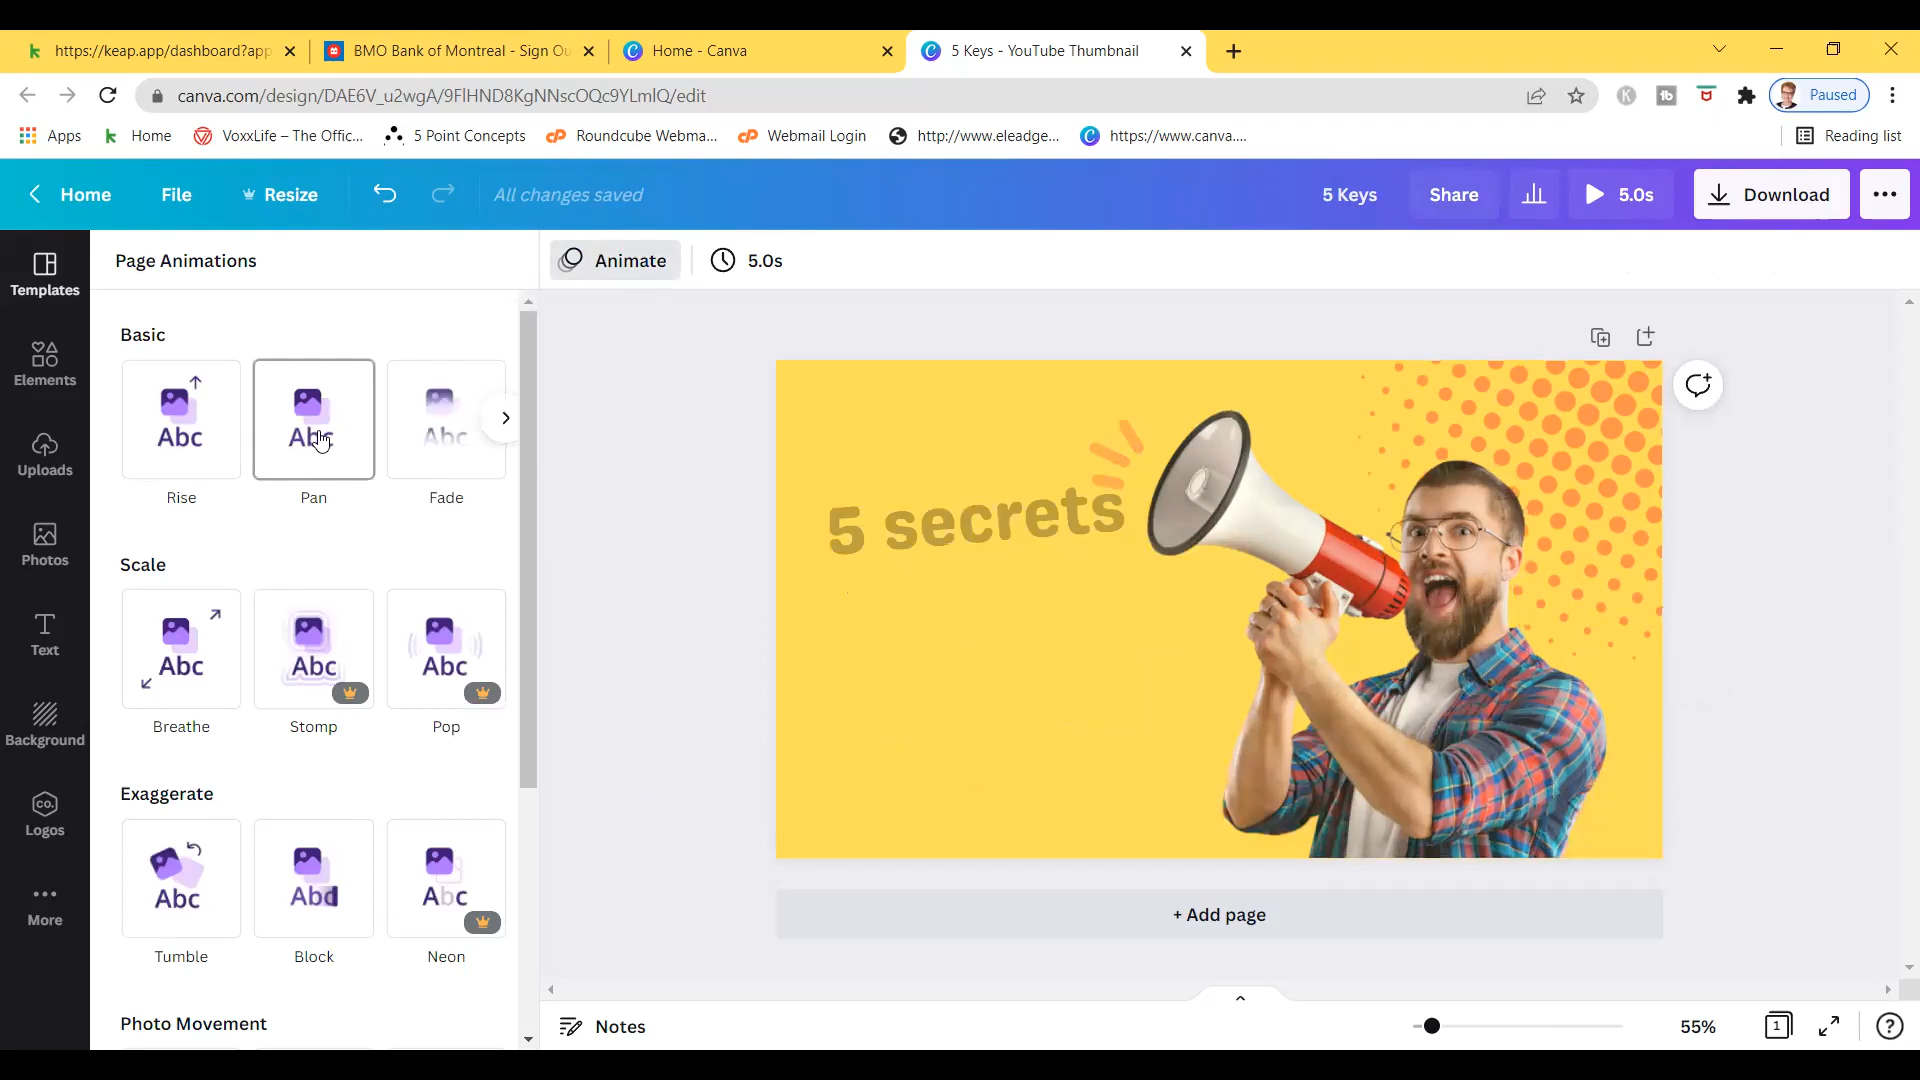 https://keap.app/dashboard?app
BMO Bank of Montreal - Sign Ou
Home - Canva
5 Keys - YouTube Thumbnail
canva.com/design/DAE6V_u2wgA/9FlHND8KgNNscOQc9YLmlQ/edit
Paused
Apps
Home
VoxxLife – The Offic...
5 Point Concepts
Roundcube Webma...
Webmail Login
http://www.eleadge...
https://www.canva....
Reading list
Home
File
Resize
All changes saved
5 Keys
Share
5.0s
Download
Templates
Elements
Uploads
Photos
Text
Background
CO.
Logos
More
Page Animations
Animate
5.0s
Basic
Abc
Abc
Abc
Rise
Pan
Fade
Scale
Abc
Abc
Abc
Breathe
Stomp
Pop
Exaggerate
Abc
Abc
Abc
Tumble
Block
Neon
Photo Movement
5 secrets
+ Add page
Notes
55%
1